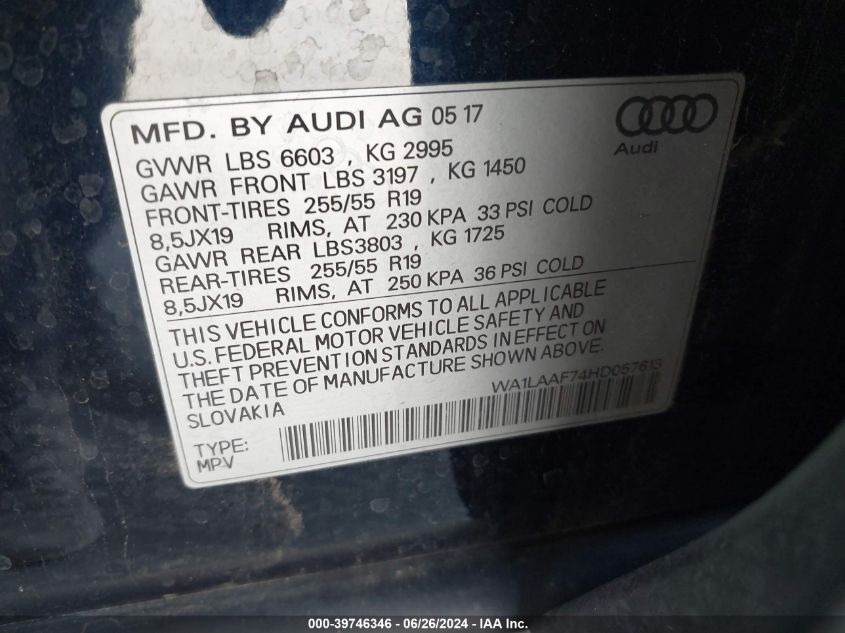 MFD. BY AUDI AG 05 17
Audi
GVWR LBS 6603 , KG 2995
GAWR FRONT LBS 3197 , KG 1450
FRONT-TIRES 255/55 R19
8,5JX19 RIMS, AT 230 KPA 33 PSI COLD
GAWR REAR LBS3803 , KG 1725
REAR-TIRES 255/55 R19
8,5JX19 RIMS, AT 250 KPA 36 PSI COLD
THIS VEHICLE CONFORMS TO ALL APPLICABLE
U.S. FEDERAL MOTOR VEHICLE SAFETY AND
THEFT PREVENTION STANDARDS IN EFFECT ON
THE DATE OF MANUFACTURE SHOWN ABOVE.
SLOVAKIA
WA1LAAF74HD057613
TYPE:
MPV
000-39746346 - 06/26/2024 - IAA Inc.